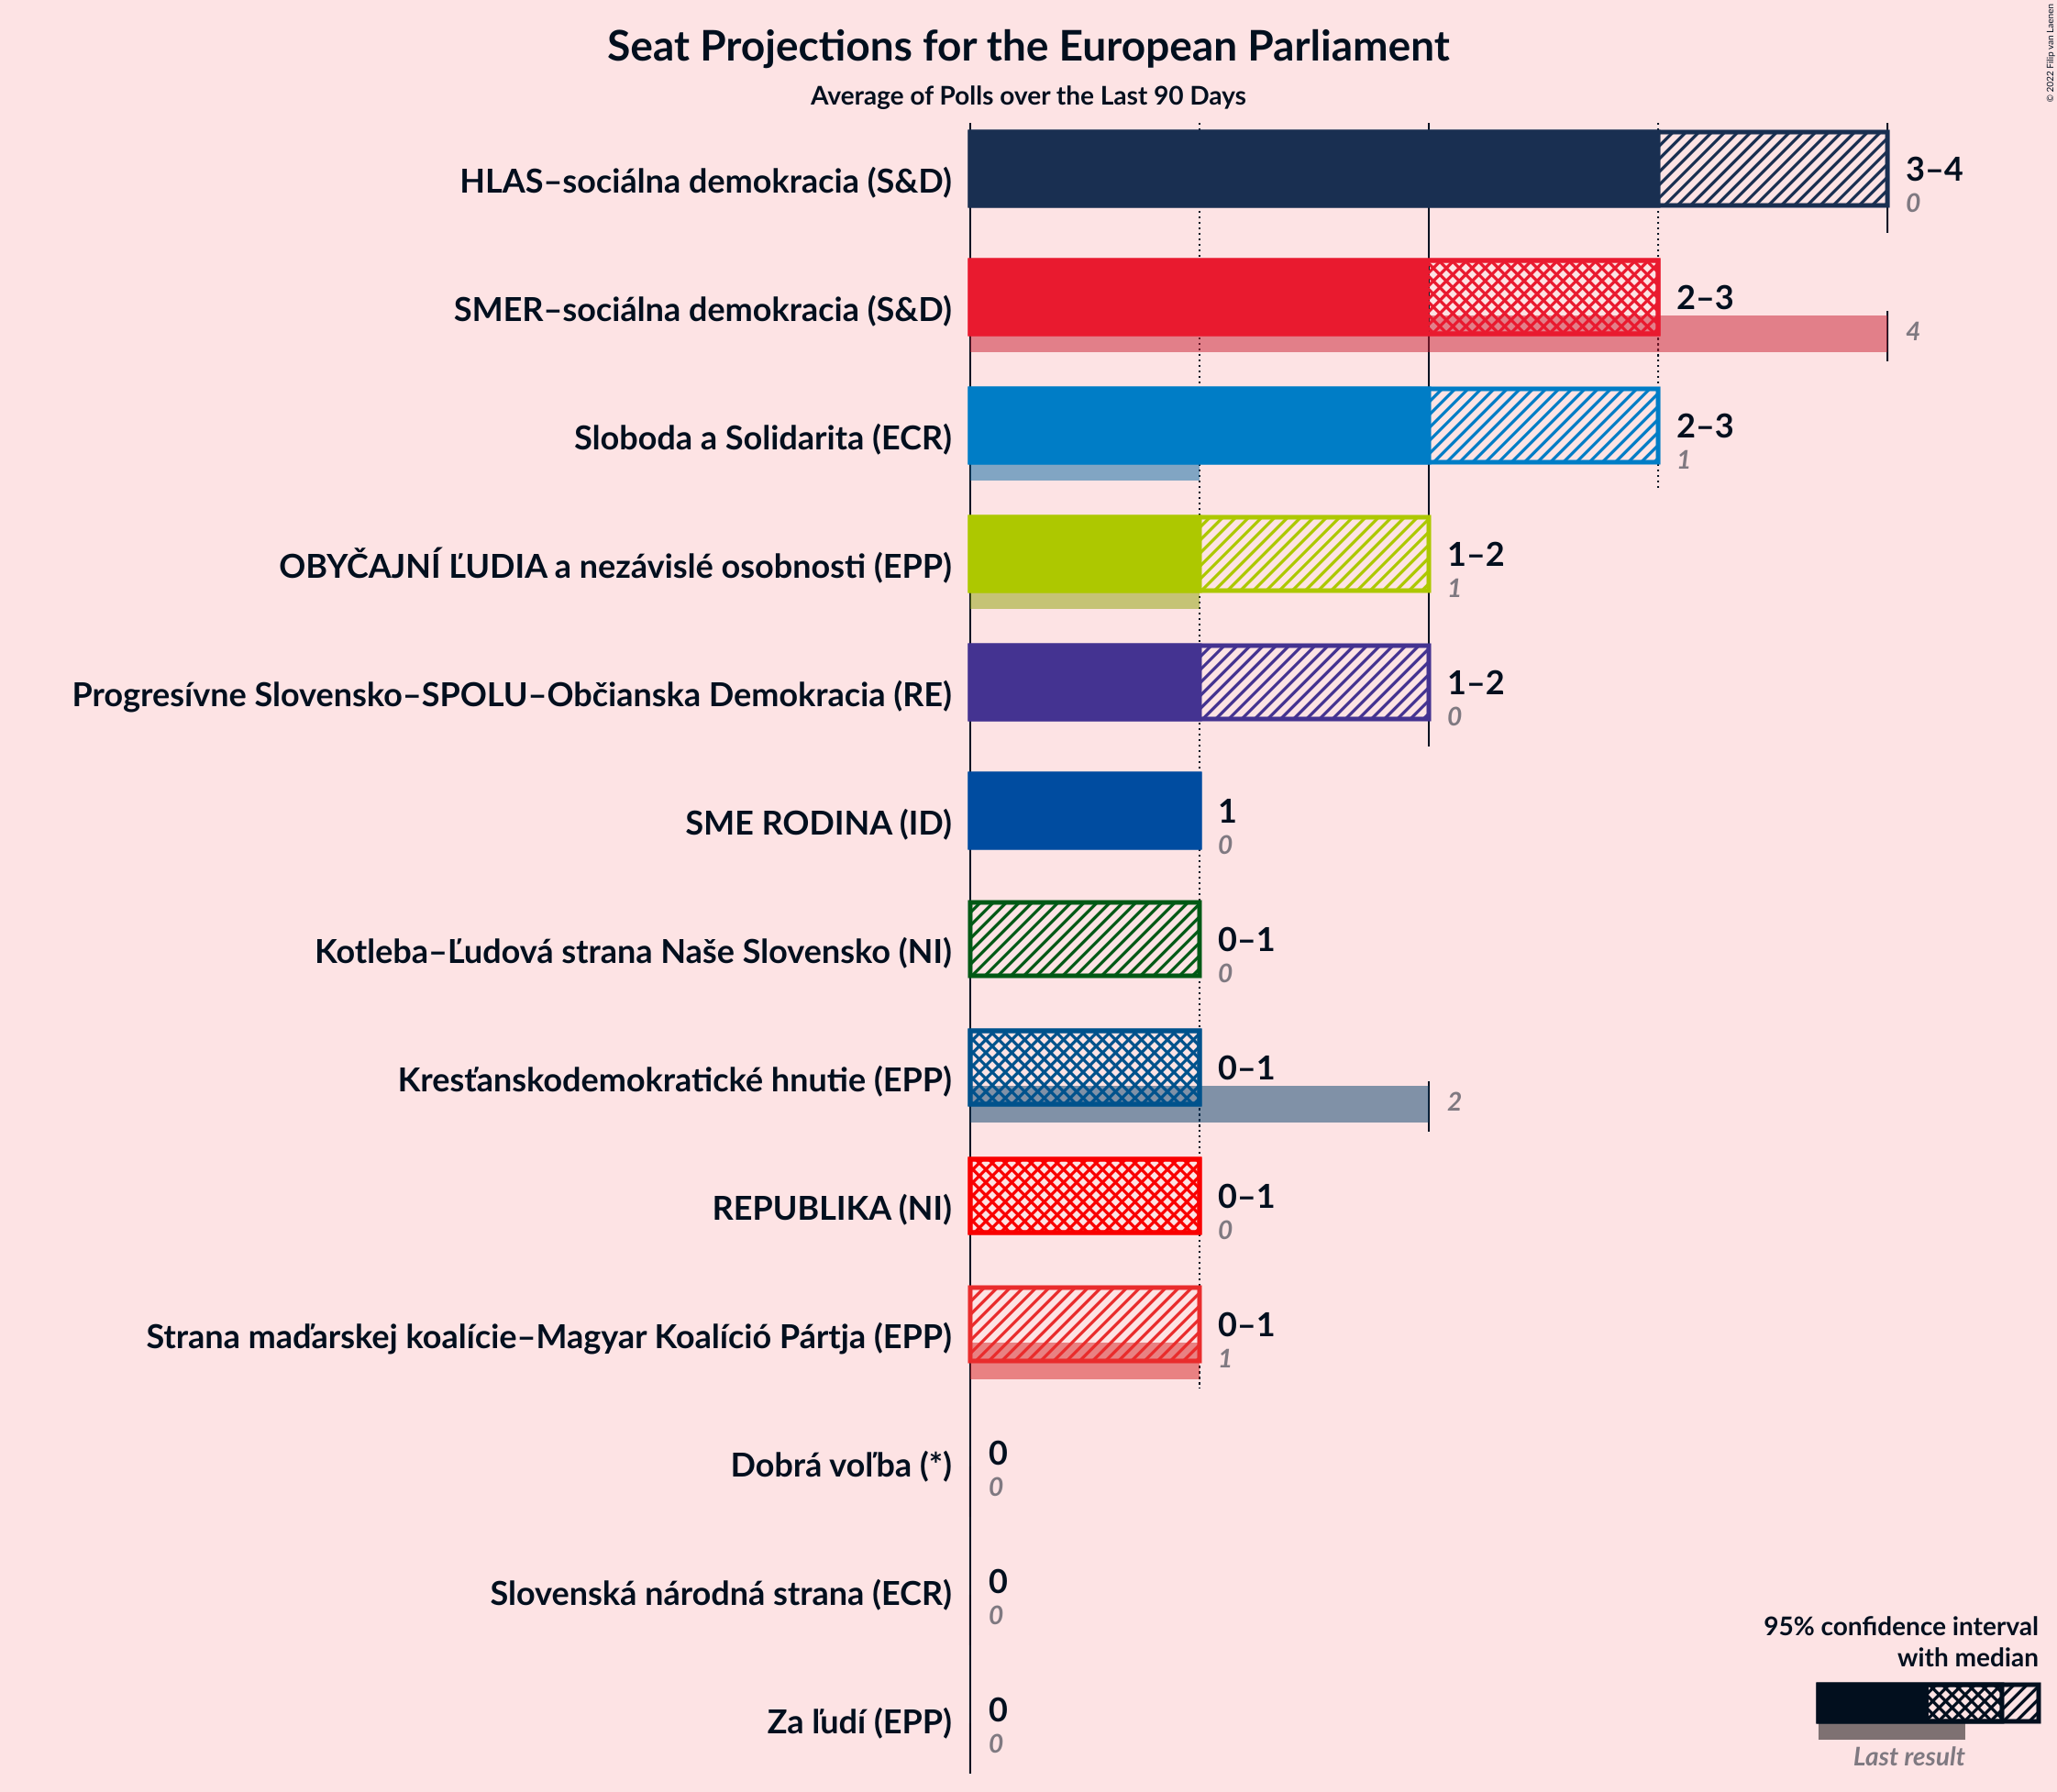 © 2022 Filip van Laenen
Seat Projections for the European Parliament
Average of Polls over the Last 90 Days
HLAS–sociálna demokracia (S&D)
3–4
0
SMER–sociálna demokracia (S&D)
2–3
4
Sloboda a Solidarita (ECR)
2–3
1
OBYČAJNÍ ĽUDIA a nezávislé osobnosti (EPP)
1–2
1
Progresívne Slovensko–SPOLU–Občianska Demokracia (RE)
1–2
0
SME RODINA (ID)
1
0
Kotleba–Ľudová strana Naše Slovensko (NI)
0–1
0
Kresťanskodemokratické hnutie (EPP)
0–1
2
REPUBLIKA (NI)
0–1
0
Strana maďarskej koalície–Magyar Koalíció Pártja (EPP)
0–1
1
Dobrá voľba (*)
0
0
Slovenská národná strana (ECR)
0
0
Za ľudí (EPP)
0
0
95% confidence interval
with median
Last result